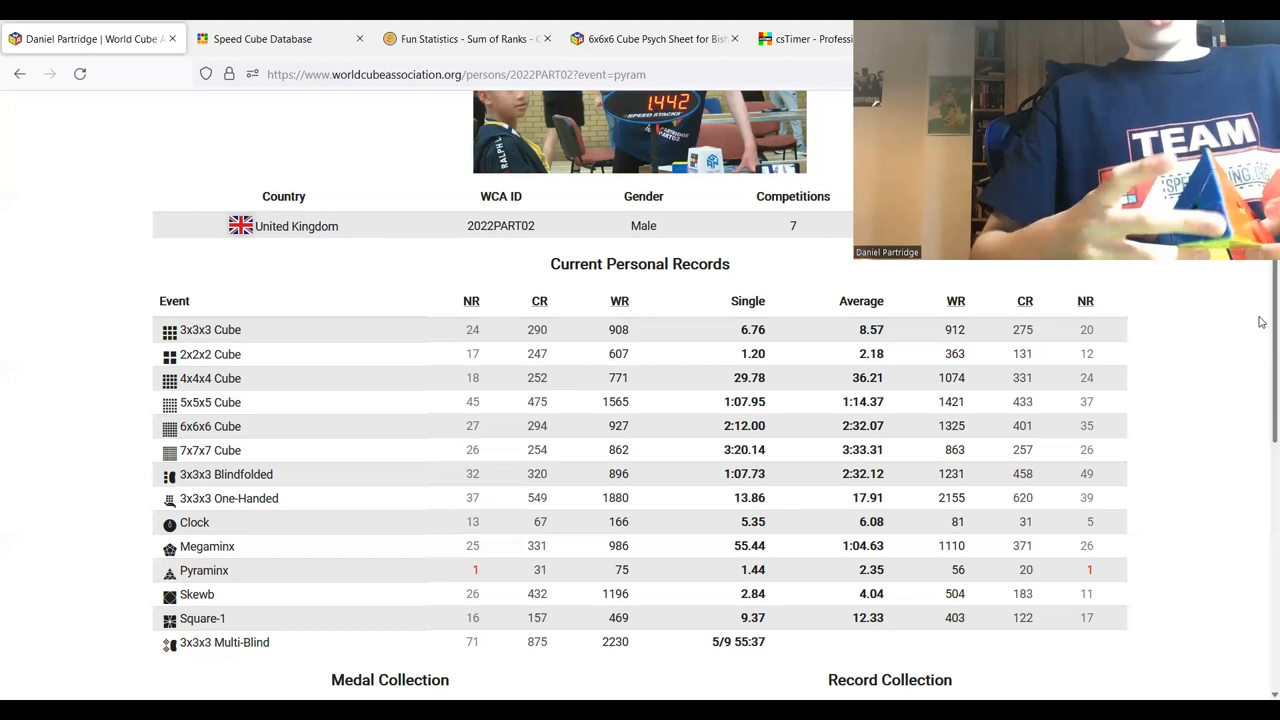 Daniel Partridge | World Cube A
Speed Cube Database
Fun Statistics - Sum of Ranks - C
6x6x6 Cube Psych Sheet for Bish
csTimer - Professi
https://www.worldcubeassociation.org/persons/2022PART02?event=pyram
1.442
SPEED STACKS
PARTRIDGE
RALPH
TEAM
Daniel Partridge
Country WCA ID Gender Competitions
United Kingdom 2022PART02 Male 7
Current Personal Records
Event NR CR WR Single Average WR CR NR
3x3x3 Cube 24 290 908 6.76 8.57 912 275 20
2x2x2 Cube 17 247 607 1.20 2.18 363 131 12
4x4x4 Cube 18 252 771 29.78 36.21 1074 331 24
5x5x5 Cube 45 475 1565 1:07.95 1:14.37 1421 433 37
6x6x6 Cube 27 294 927 2:12.00 2:32.07 1325 401 35
7x7x7 Cube 26 254 862 3:20.14 3:33.31 863 257 26
3x3x3 Blindfolded 32 320 896 1:07.73 2:32.12 1231 458 49
3x3x3 One-Handed 37 549 1880 13.86 17.91 2155 620 39
Clock 13 67 166 5.35 6.08 81 31 5
Megaminx 25 331 986 55.44 1:04.63 1110 371 26
Pyraminx 1 31 75 1.44 2.35 56 20 1
Skewb 26 432 1196 2.84 4.04 504 183 11
Square-1 16 157 469 9.37 12.33 403 122 17
3x3x3 Multi-Blind 71 875 2230 5/9 55:37
Medal Collection Record Collection